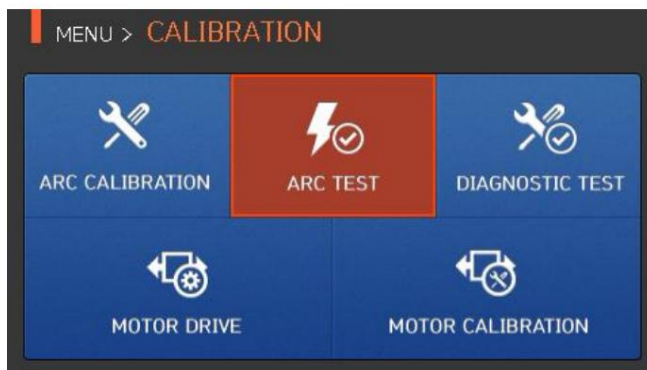 MENU > CALIBRATION
ARC CALIBRATION
ARC TEST
DIAGNOSTIC TEST
MOTOR DRIVE
MOTOR CALIBRATION